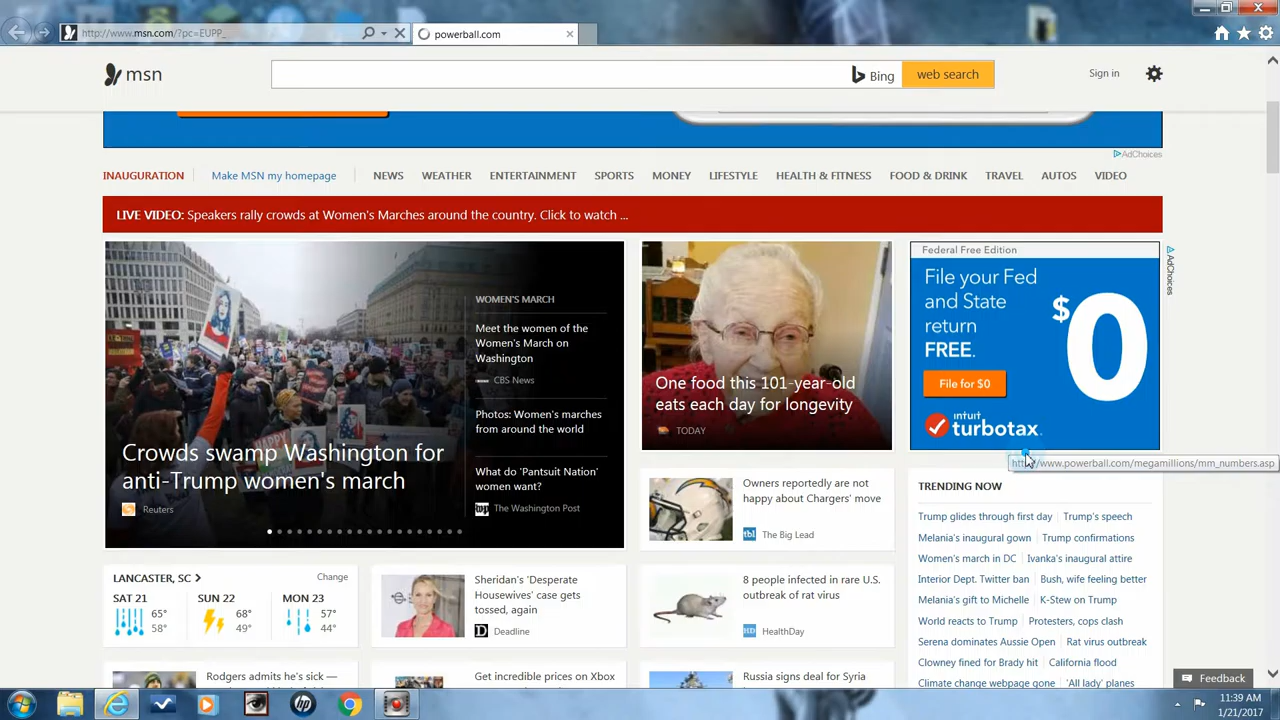 http://www.msn.com/?pc=EUPP_
powerball.com
msn
Bing
web search
Sign in
AdChoices
INAUGURATION
Make MSN my homepage
NEWS
WEATHER
ENTERTAINMENT
SPORTS
MONEY
LIFESTYLE
HEALTH & FITNESS
FOOD & DRINK
TRAVEL
AUTOS
VIDEO
LIVE VIDEO: Speakers rally crowds at Women's Marches around the country. Click to watch ...
WOMEN'S MARCH
Meet the women of the
Women's March on
Washington
CBS News
Photos: Women's marches
from around the world
What do 'Pantsuit Nation'
women want?
The Washington Post
Crowds swamp Washington for
anti-Trump women's march
Reuters
One food this 101-year-old
eats each day for longevity
TODAY
Federal Free Edition
File your Fed
and State
return
FREE.
$0
File for $0
intuit
turbotax.
AdChoices
http://www.powerball.com/megamillions/mm_numbers.asp
Owners reportedly are not
happy about Chargers' move
tbl The Big Lead
TRENDING NOW
Trump glides through first day
Trump's speech
Melania's inaugural gown
Trump confirmations
Women's march in DC
Ivanka's inaugural attire
Interior Dept. Twitter ban
Bush, wife feeling better
Melania's gift to Michelle
K-Stew on Trump
World reacts to Trump
Protesters, cops clash
Serena dominates Aussie Open
Rat virus outbreak
Clowney fined for Brady hit
California flood
Climate change webpage gone
'All lady' planes
LANCASTER, SC
Change
SAT 21
65°
58°
SUN 22
68°
49°
MON 23
57°
44°
Sheridan's 'Desperate
Housewives' case gets
tossed, again
D Deadline
8 people infected in rare U.S.
outbreak of rat virus
HD HealthDay
Rodgers admits he's sick —
Get incredible prices on Xbox
Russia signs deal for Syria
Feedback
hp
11:39 AM
1/21/2017